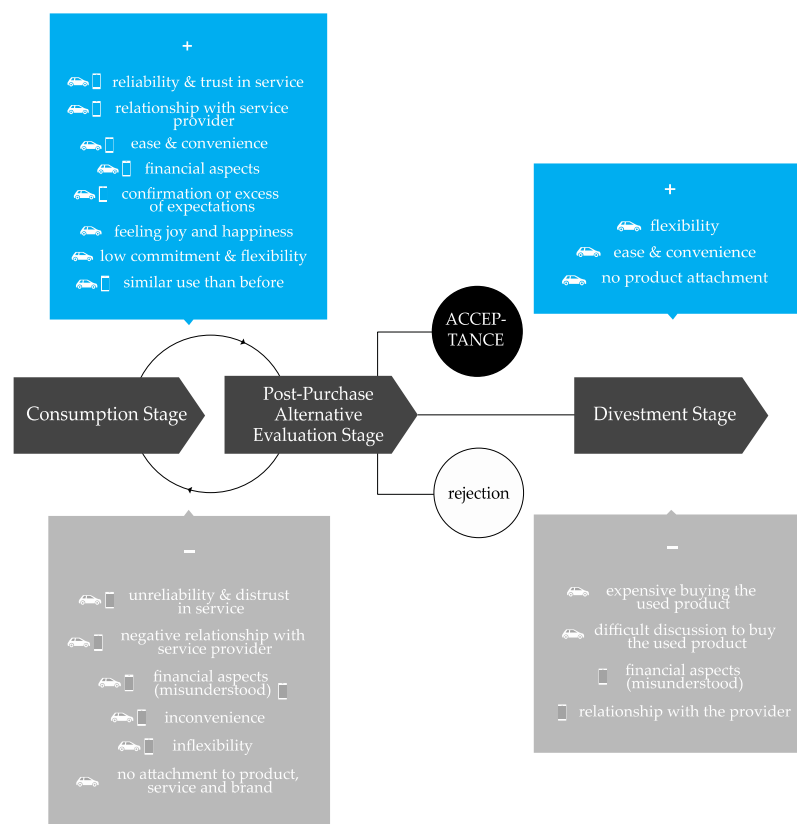 +
reliability & trust in service
relationship with service
provider
ease & convenience
financial aspects
confirmation or excess
of expectations
feeling joy and happiness
low commitment & flexibility
similar use than before
+
flexibility
ease & convenience
no product attachment
ACCEP-
TANCE
Consumption Stage
Post-Purchase
Alternative
Evaluation Stage
Divestment Stage
rejection
–
unreliability & distrust
in service
negative relationship with
service provider
financial aspects
(misunderstood)
inconvenience
inflexibility
no attachment to product,
service and brand
–
expensive buying the
used product
difficult discussion to buy
the used product
financial aspects
(misunderstood)
relationship with the provider